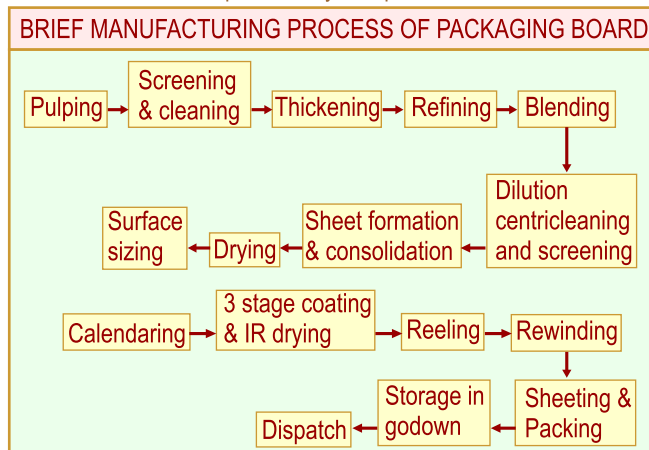 BRIEF MANUFACTURING PROCESS OF PACKAGING BOARD
Pulping
Screening
& cleaning
Thickening
Refining
Blending
Dilution
centricleaning
and screening
Sheet formation
& consolidation
Drying
Surface
sizing
Calendaring
3 stage coating
& IR drying
Reeling
Rewinding
Sheeting &
Packing
Storage in
godown
Dispatch